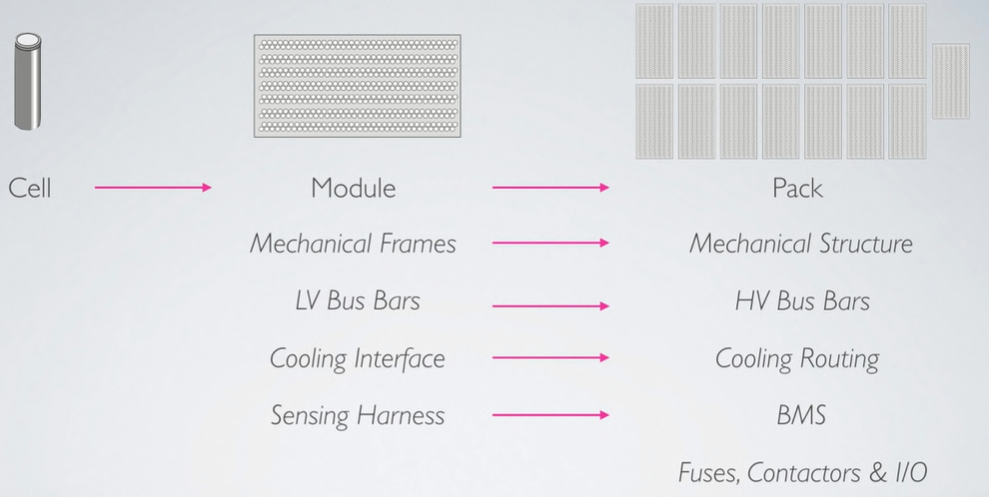 Cell
Module
Pack
Mechanical Frames
Mechanical Structure
LV Bus Bars
HV Bus Bars
Cooling Interface
Cooling Routing
Sensing Harness
BMS
Fuses, Contactors & I/O